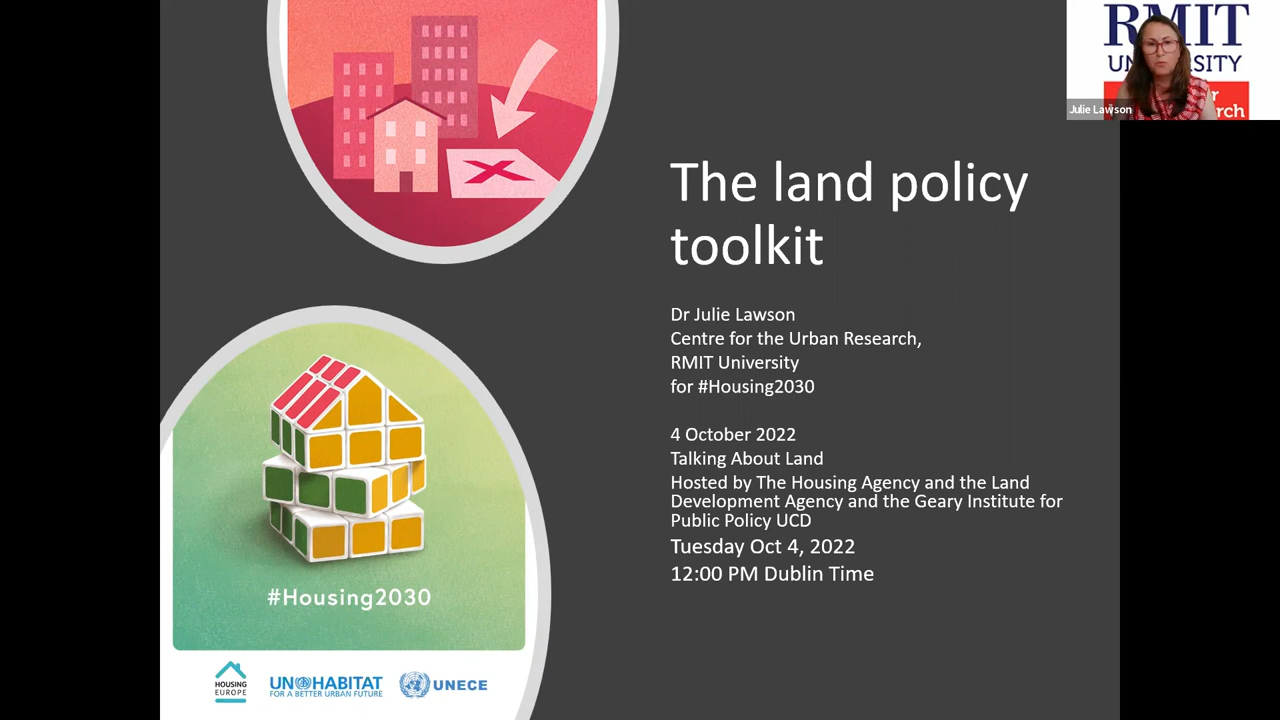 RMIT
UN SITY
r
rch
Julie Lawson
The land policy
toolkit
Dr Julie Lawson
Centre for the Urban Research,
RMIT University
for #Housing2030
4 October 2022
Talking About Land
Hosted by The Housing Agency and the Land
Development Agency and the Geary Institute for
Public Policy UCD
Tuesday Oct 4, 2022
12:00 PM Dublin Time
#Housing2030
HOUSING
EUROPE
UN HABITAT
FOR A BETTER URBAN FUTURE
UNECE